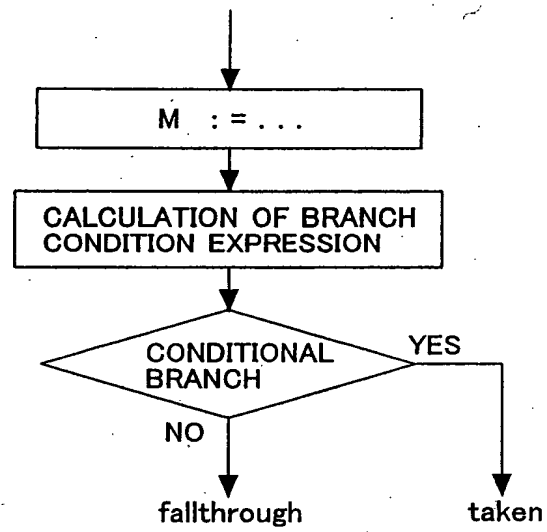 M := ...
CALCULATION OF BRANCH
CONDITION EXPRESSION
CONDITIONAL
BRANCH
YES
NO
fallthrough
taken